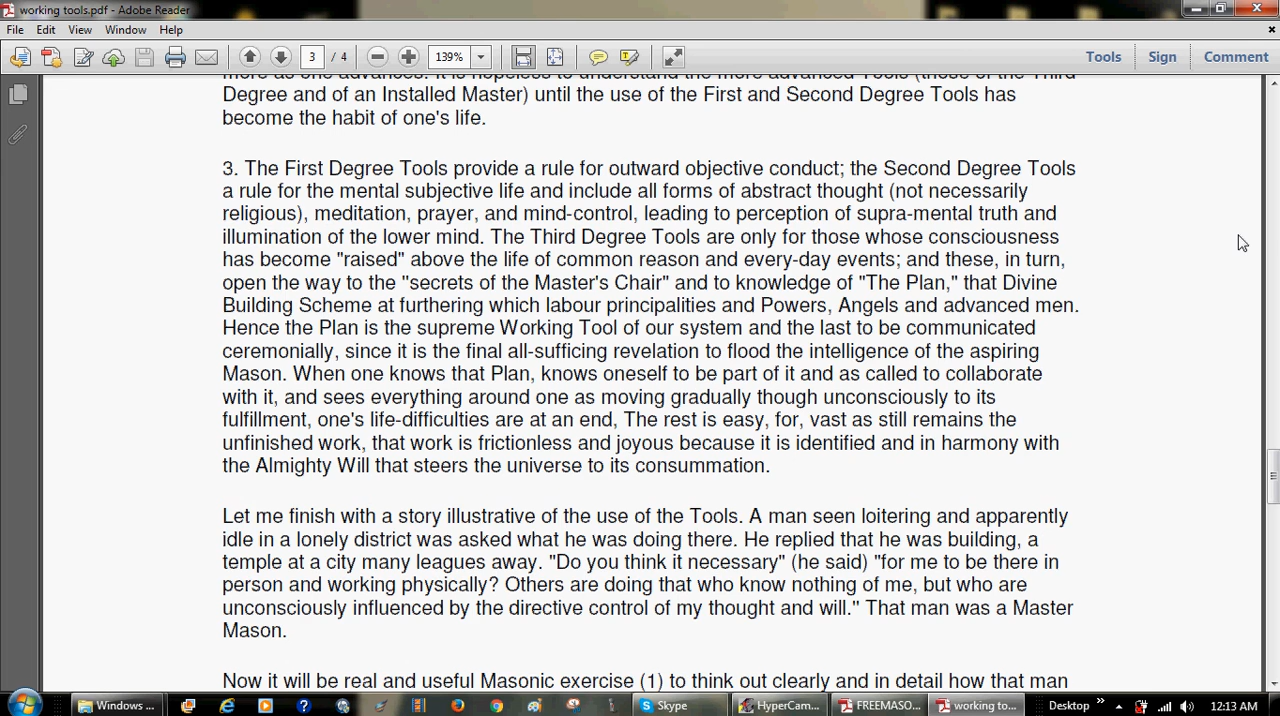 working tools.pdf - Adobe Reader
File Edit View Window Help
3 / 4 139% Tools Sign Comment
more as one advances. It is hopeless to understand the more advanced Tools (those of the Third
Degree and of an Installed Master) until the use of the First and Second Degree Tools has
become the habit of one's life.
3. The First Degree Tools provide a rule for outward objective conduct; the Second Degree Tools
a rule for the mental subjective life and include all forms of abstract thought (not necessarily
religious), meditation, prayer, and mind-control, leading to perception of supra-mental truth and
illumination of the lower mind. The Third Degree Tools are only for those whose consciousness
has become "raised" above the life of common reason and every-day events; and these, in turn,
open the way to the "secrets of the Master's Chair" and to knowledge of "The Plan," that Divine
Building Scheme at furthering which labour principalities and Powers, Angels and advanced men.
Hence the Plan is the supreme Working Tool of our system and the last to be communicated
ceremonially, since it is the final all-sufficing revelation to flood the intelligence of the aspiring
Mason. When one knows that Plan, knows oneself to be part of it and as called to collaborate
with it, and sees everything around one as moving gradually though unconsciously to its
fulfillment, one's life-difficulties are at an end, The rest is easy, for, vast as still remains the
unfinished work, that work is frictionless and joyous because it is identified and in harmony with
the Almighty Will that steers the universe to its consummation.
Let me finish with a story illustrative of the use of the Tools. A man seen loitering and apparently
idle in a lonely district was asked what he was doing there. He replied that he was building, a
temple at a city many leagues away. "Do you think it necessary" (he said) "for me to be there in
person and working physically? Others are doing that who know nothing of me, but who are
unconsciously influenced by the directive control of my thought and will." That man was a Master
Mason.
Now it will be real and useful Masonic exercise (1) to think out clearly and in detail how that man
Windows ... Skype HyperCam... FREEMASO... working to... Desktop 12:13 AM